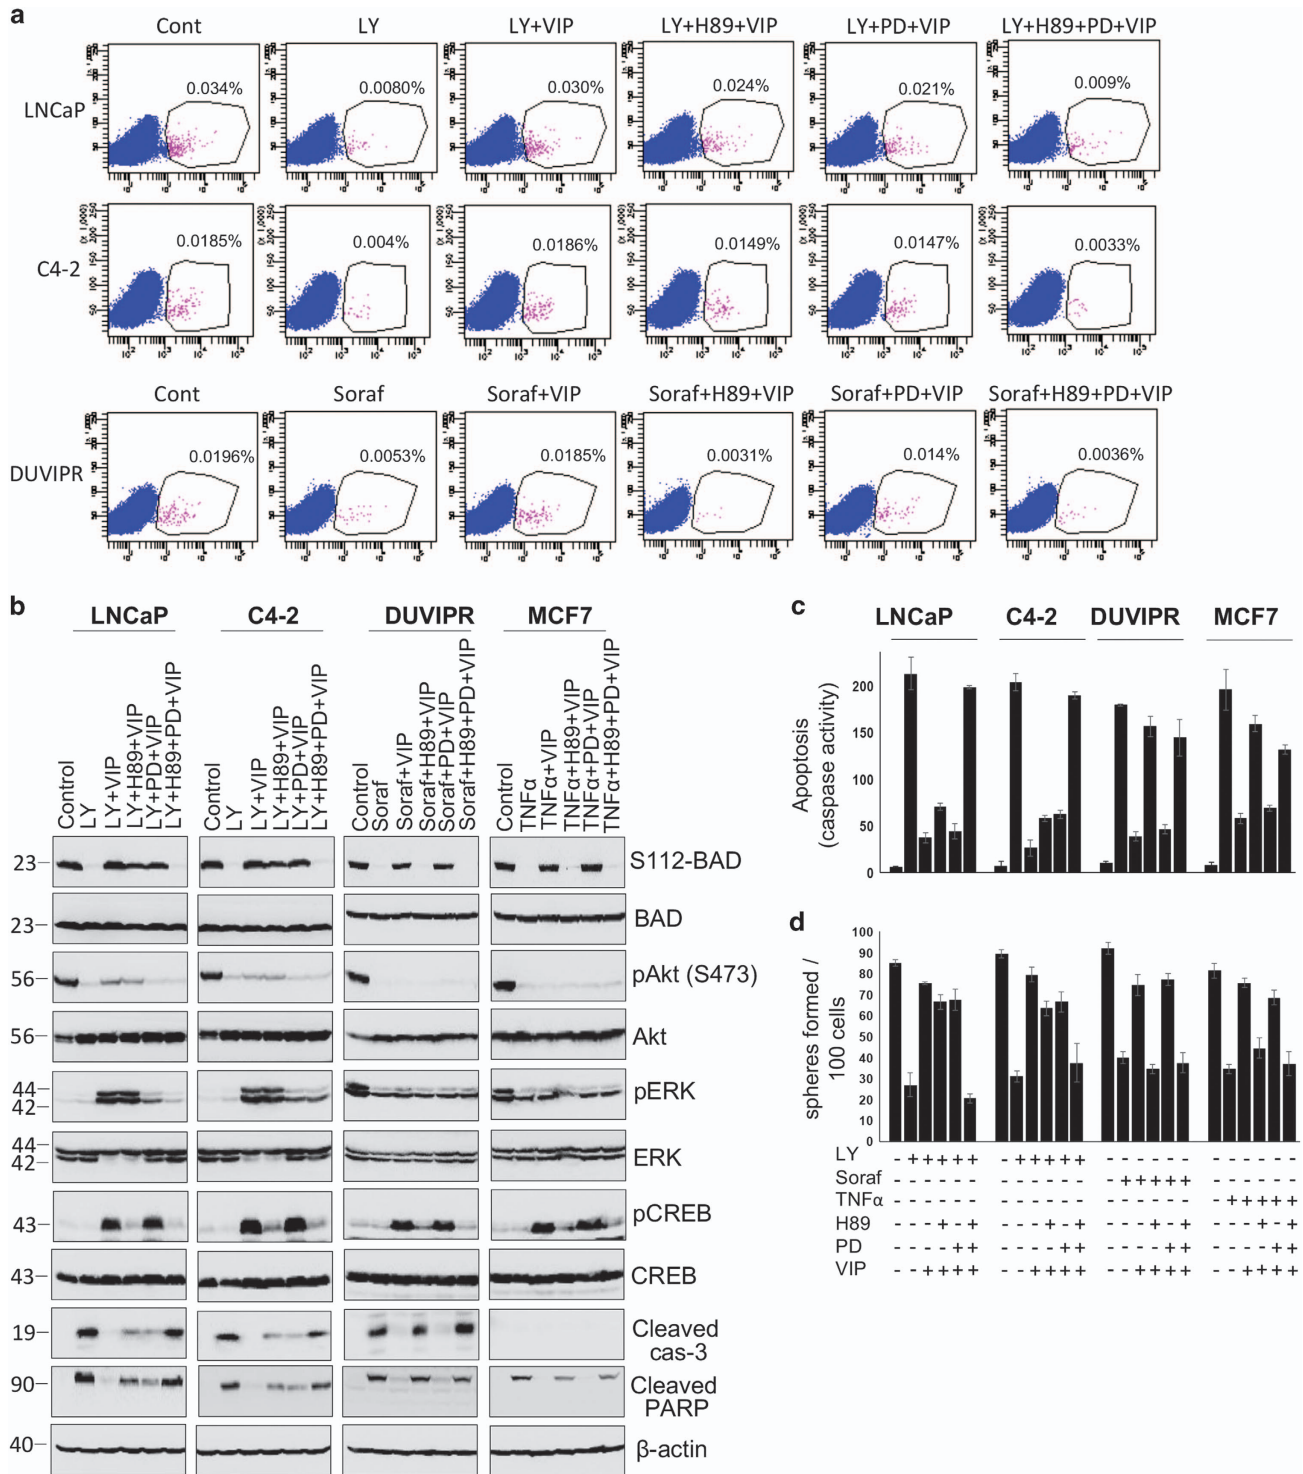 a
Cont LY LY+VIP LY+H89+VIP LY+PD+VIP LY+H89+PD+VIP
LNCaP
0.034% 0.0080% 0.030% 0.024% 0.021% 0.009%
C4-2
0.0185% 0.004% 0.0186% 0.0149% 0.0147% 0.0033%
Cont Soraf Soraf+VIP Soraf+H89+VIP Soraf+PD+VIP Soraf+H89+PD+VIP
DUVIPR
0.0196% 0.0053% 0.0185% 0.0031% 0.014% 0.0036%
b
LNCaP C4-2 DUVIPR MCF7
Control
LY
LY+VIP
LY+H89+VIP
LY+PD+VIP
LY+H89+PD+VIP
Control
LY
LY+VIP
LY+H89+VIP
LY+PD+VIP
LY+H89+PD+VIP
Control
Soraf
Soraf+VIP
Soraf+H89+VIP
Soraf+PD+VIP
Soraf+H89+PD+VIP
Control
TNFα
TNFα+VIP
TNFα+H89+VIP
TNFα+PD+VIP
TNFα+H89+PD+VIP
23 S112-BAD
23 BAD
56 pAkt (S473)
56 Akt
44
42 pERK
44
42 ERK
43 pCREB
43 CREB
19 Cleaved
cas-3
90 Cleaved
PARP
40 β-actin
c
LNCaP C4-2 DUVIPR MCF7
Apoptosis
(caspase activity)
200
150
100
50
0
d
spheres formed /
100 cells
100
90
80
70
60
50
40
30
20
10
0
LY - + + + + + - + + + + + - - - - - - - - - - - -
Soraf - - - - - - - - - - - - - + + + + + - - - - - -
TNFα - - - - - - - - - - - - - - - - - - - + + + + +
H89 - - - + - + - - - + - + - - - + - + - - - + - +
PD - - - - + + - - - - + + - - - - + + - - - - + +
VIP - - + + + + - - + + + + - - + + + + - - + + + +